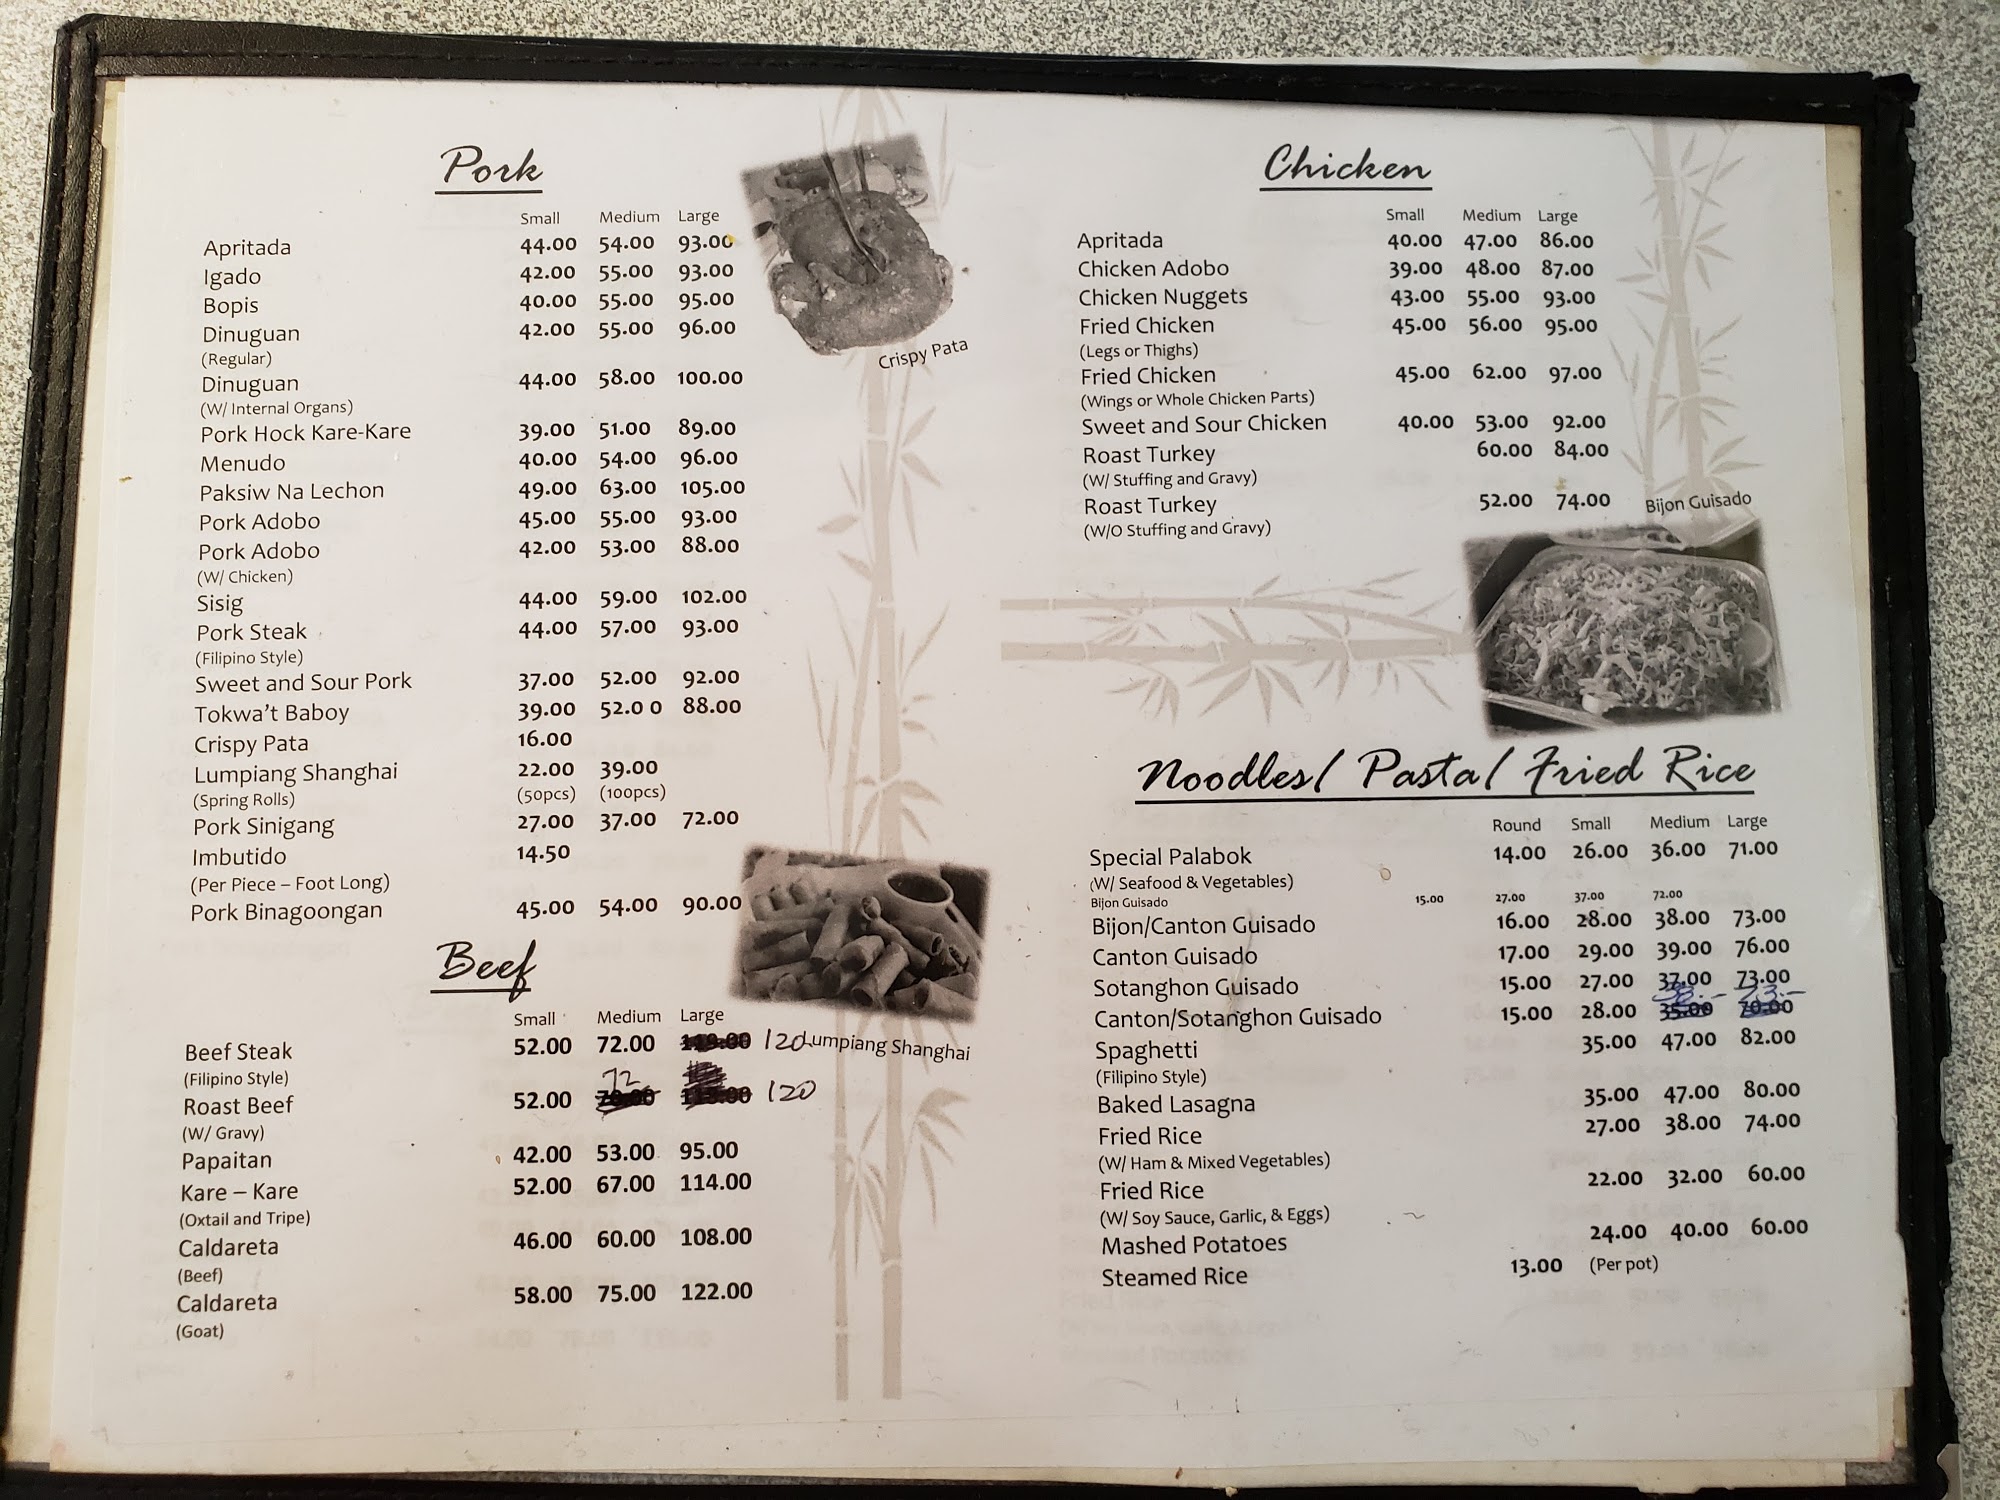 Pork
Small Medium Large
Apritada 44.00 54.00 93.00
Igado 42.00 55.00 93.00
Bopis 40.00 55.00 95.00
Dinuguan 42.00 55.00 96.00
(Regular)
Dinuguan 44.00 58.00 100.00
(W/ Internal Organs)
Pork Hock Kare-Kare 39.00 51.00 89.00
Menudo 40.00 54.00 96.00
Paksiw Na Lechon 49.00 63.00 105.00
Pork Adobo 45.00 55.00 93.00
Pork Adobo 42.00 53.00 88.00
(W/ Chicken)
Sisig 44.00 59.00 102.00
Pork Steak 44.00 57.00 93.00
(Filipino Style)
Sweet and Sour Pork 37.00 52.00 92.00
Tokwa't Baboy 39.00 52.0 0 88.00
Crispy Pata 16.00
Lumpiang Shanghai 22.00 39.00
(Spring Rolls) (50pcs) (100pcs)
Pork Sinigang 27.00 37.00 72.00
Imbutido 14.50
(Per Piece – Foot Long)
Pork Binagoongan 45.00 54.00 90.00
Crispy Pata
Lumpiang Shanghai
Beef
Small Medium Large
Beef Steak 52.00 72.00 120
(Filipino Style)
Roast Beef 52.00 72 120
(W/ Gravy)
Papaitan 42.00 53.00 95.00
Kare – Kare 52.00 67.00 114.00
(Oxtail and Tripe)
Caldareta 46.00 60.00 108.00
(Beef)
Caldareta 58.00 75.00 122.00
(Goat)
Chicken
Small Medium Large
Apritada 40.00 47.00 86.00
Chicken Adobo 39.00 48.00 87.00
Chicken Nuggets 43.00 55.00 93.00
Fried Chicken 45.00 56.00 95.00
(Legs or Thighs)
Fried Chicken 45.00 62.00 97.00
(Wings or Whole Chicken Parts)
Sweet and Sour Chicken 40.00 53.00 92.00
Roast Turkey 60.00 84.00
(W/ Stuffing and Gravy)
Roast Turkey 52.00 74.00
(W/O Stuffing and Gravy)
Bijon Guisado
Noodles/ Pasta/ Fried Rice
Round Small Medium Large
Special Palabok 14.00 26.00 36.00 71.00
(W/ Seafood & Vegetables)
Bijon Guisado 15.00 27.00 37.00 72.00
Bijon/Canton Guisado 16.00 28.00 38.00 73.00
Canton Guisado 17.00 29.00 39.00 76.00
Sotanghon Guisado 15.00 27.00 37.00 73.00
Canton/Sotanghon Guisado 15.00 28.00 35.00 70.00
Spaghetti 35.00 47.00 82.00
(Filipino Style)
Baked Lasagna 35.00 47.00 80.00
Fried Rice 27.00 38.00 74.00
(W/ Ham & Mixed Vegetables)
Fried Rice 22.00 32.00 60.00
(W/ Soy Sauce, Garlic, & Eggs)
Mashed Potatoes 24.00 40.00 60.00
Steamed Rice 13.00 (Per pot)